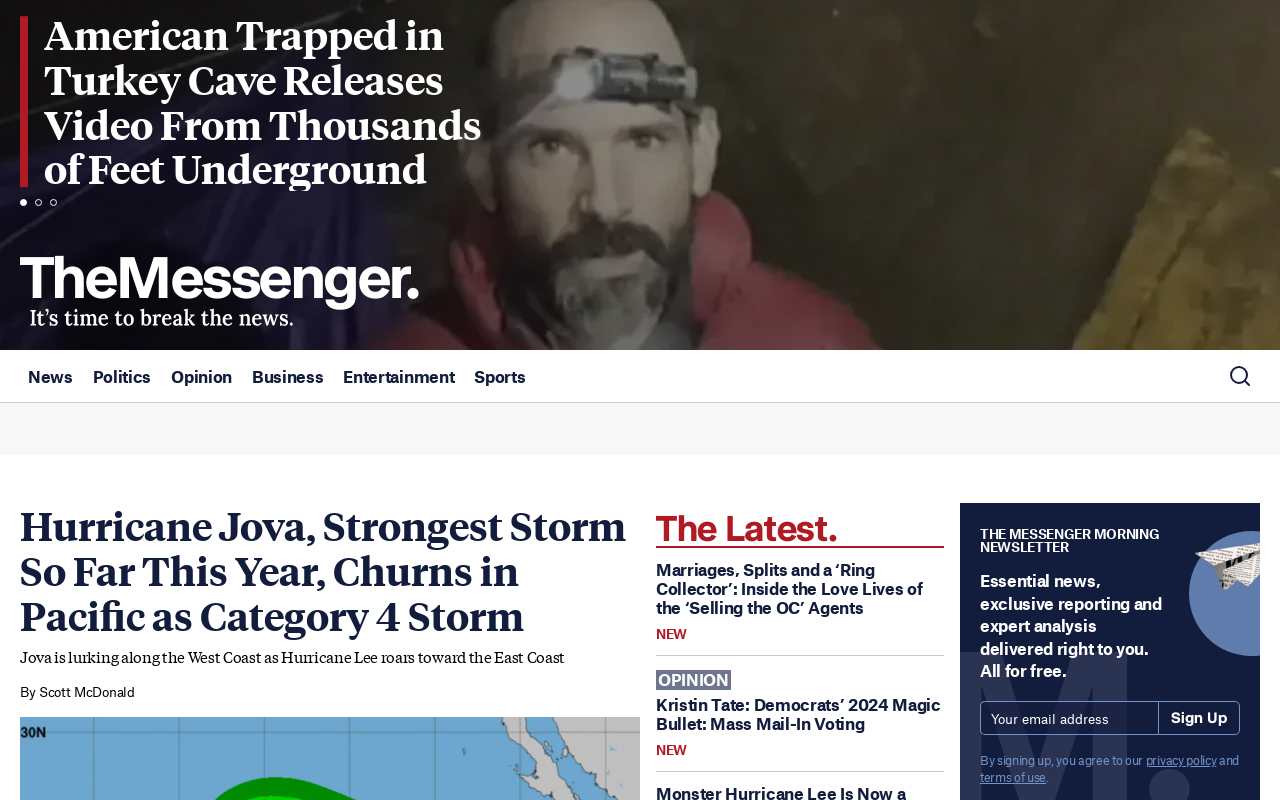 American Trapped in
Turkey Cave Releases
Video From Thousands
of Feet Underground
TheMessenger.
It's time to break the news.
News Politics Opinion Business Entertainment Sports
Hurricane Jova, Strongest Storm
So Far This Year, Churns in
Pacific as Category 4 Storm
Jova is lurking along the West Coast as Hurricane Lee roars toward the East Coast
By Scott McDonald
30N
The Latest.
Marriages, Splits and a ‘Ring
Collector’: Inside the Love Lives of
the ‘Selling the OC’ Agents
NEW
OPINION
Kristin Tate: Democrats’ 2024 Magic
Bullet: Mass Mail-In Voting
NEW
Monster Hurricane Lee Is Now a
THE MESSENGER MORNING
NEWSLETTER
Essential news,
exclusive reporting and
expert analysis
delivered right to you.
All for free.
Your email address Sign Up
By signing up, you agree to our privacy policy and
terms of use.
M.